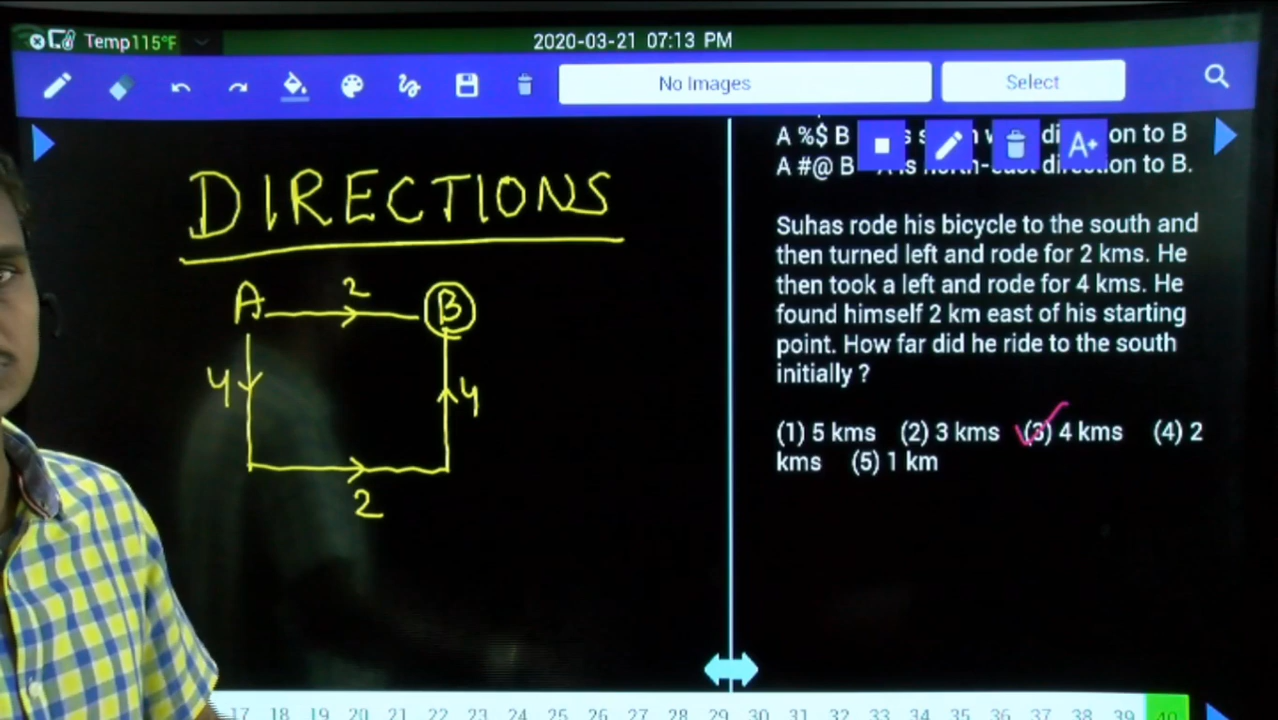 Temp115°F
2020-03-21 07:13 PM
No Images
Select
DIRECTIONS
A 2 B
4 4
2
A %$ B on to B
A #@ B on to B.
A+
Suhas rode his bicycle to the south and
then turned left and rode for 2 kms. He
then took a left and rode for 4 kms. He
found himself 2 km east of his starting
point. How far did he ride to the south
initially ?
(1) 5 kms (2) 3 kms (3) 4 kms (4) 2
kms (5) 1 km
17 18 19 20 21 22 23 24 25 26 27 28 29 30 31 32 33 34 35 36 37 38 39 40